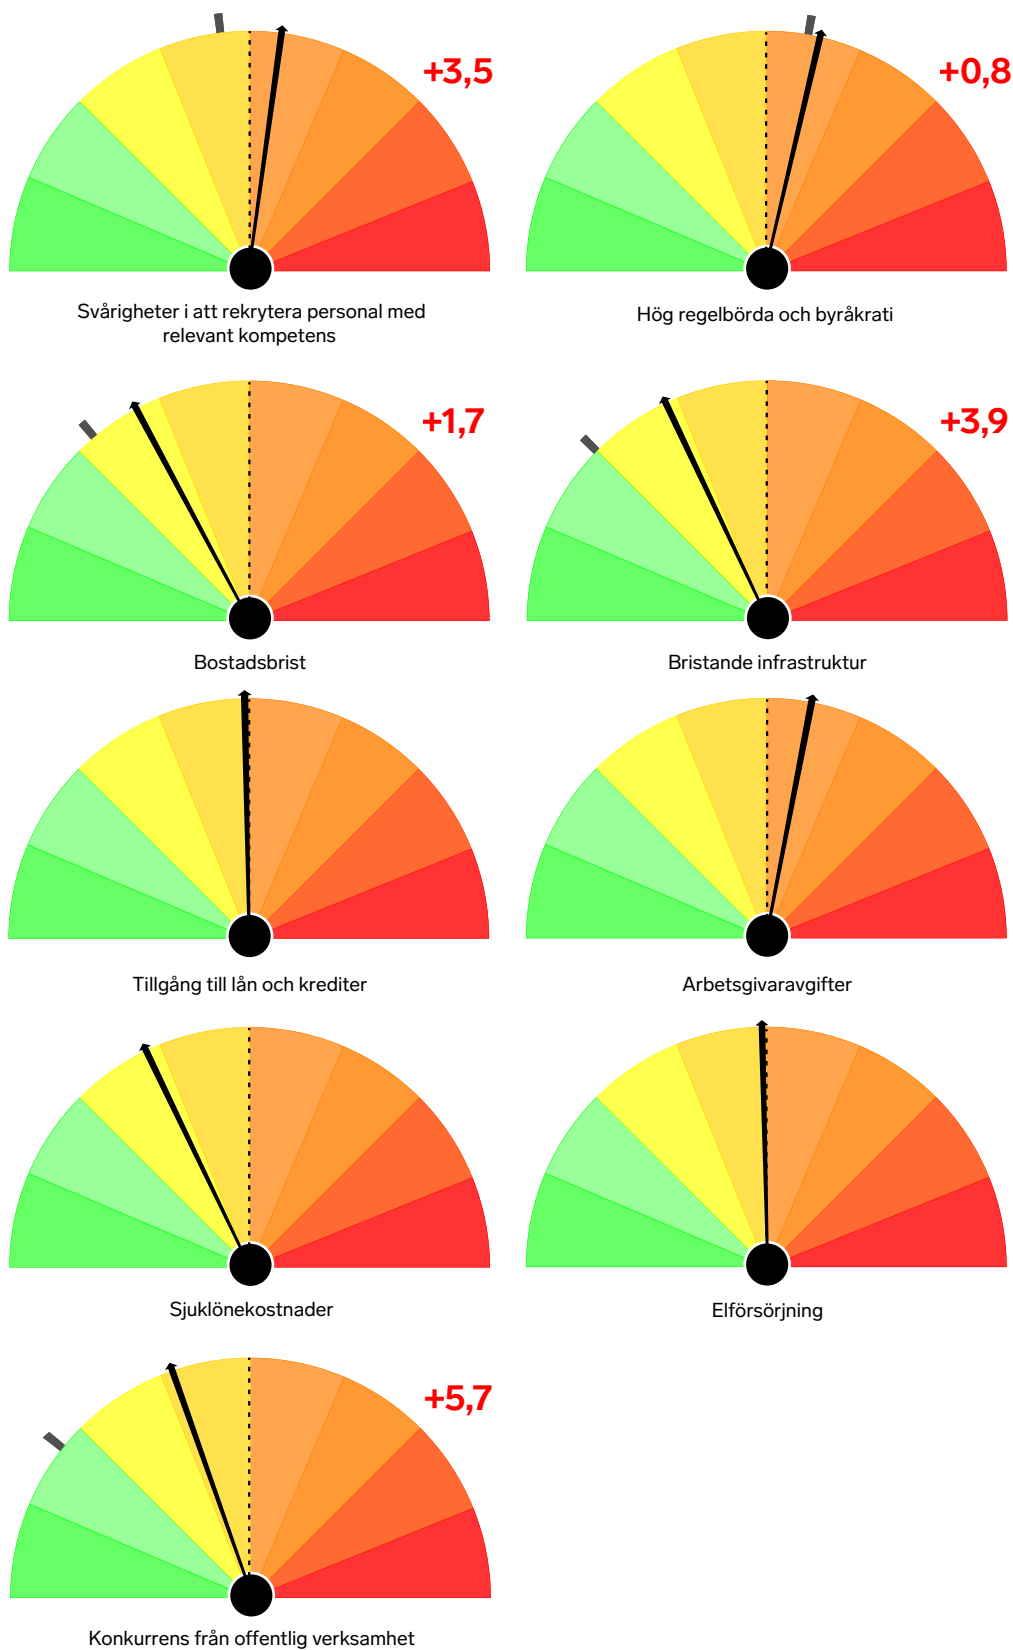 +3,5
+0,8
Svårigheter i att rekrytera personal med
relevant kompetens
Hög regelbörda och byråkrati
+1,7
+3,9
Bostadsbrist
Bristande infrastruktur
Tillgång till lån och krediter
Arbetsgivaravgifter
Sjuklönekostnader
Elförsörjning
+5,7
Konkurrens från offentlig verksamhet